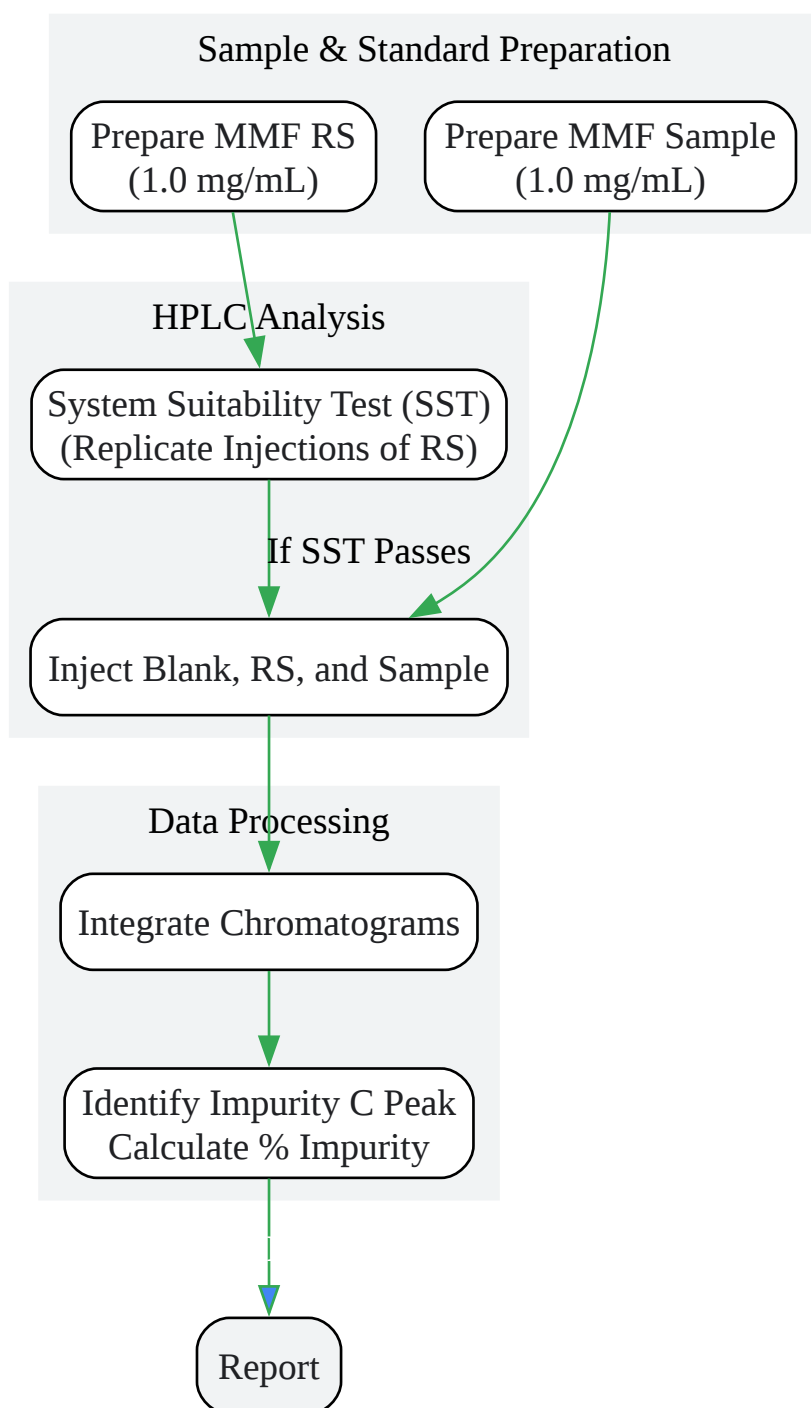 Sample & Standard Preparation
Prepare MMF RS
(1.0 mg/mL)
Prepare MMF Sample
(1.0 mg/mL)
HPLC Analysis
System Suitability Test (SST)
(Replicate Injections of RS)
If SST Passes
Inject Blank, RS, and Sample
Data Processing
Integrate Chromatograms
Identify Impurity C Peak
Calculate % Impurity
Report